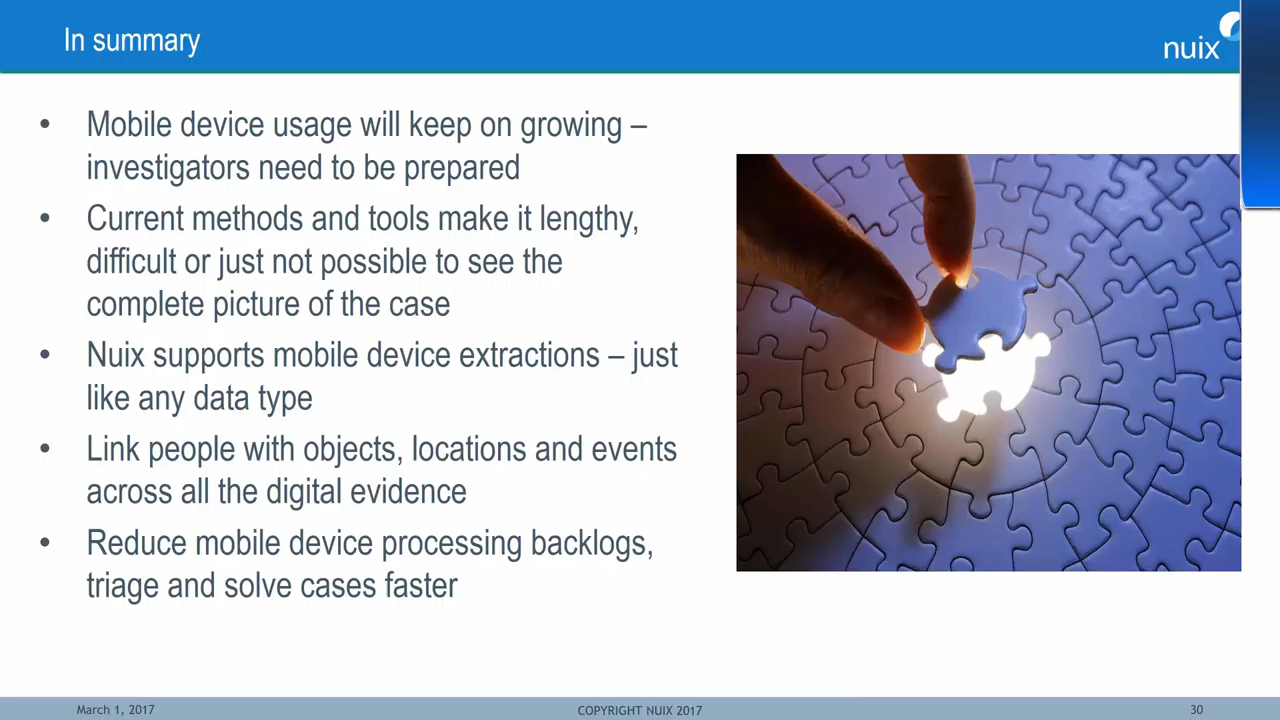 In summary
nuix
• Mobile device usage will keep on growing –
investigators need to be prepared
• Current methods and tools make it lengthy,
difficult or just not possible to see the
complete picture of the case
• Nuix supports mobile device extractions – just
like any data type
• Link people with objects, locations and events
across all the digital evidence
• Reduce mobile device processing backlogs,
triage and solve cases faster
March 1, 2017
COPYRIGHT NUIX 2017
30